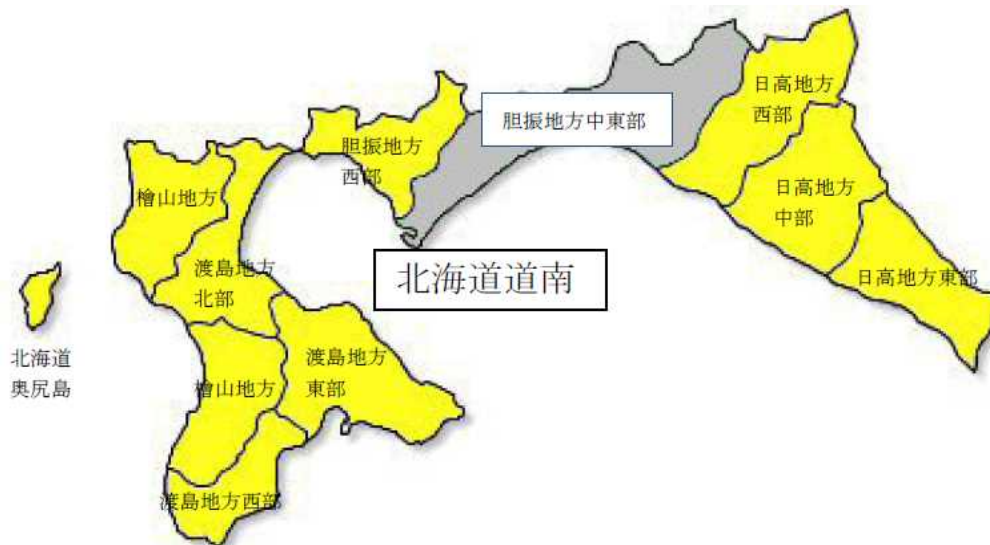 日高地方
西部
胆振地方中東部
胆振地方
西部
檜山地方
日高地方
中部
渡島地方
北部
北海道道南
日高地方東部
北海道
奥尻島
渡島地方
東部
檜山地方
渡島地方西部